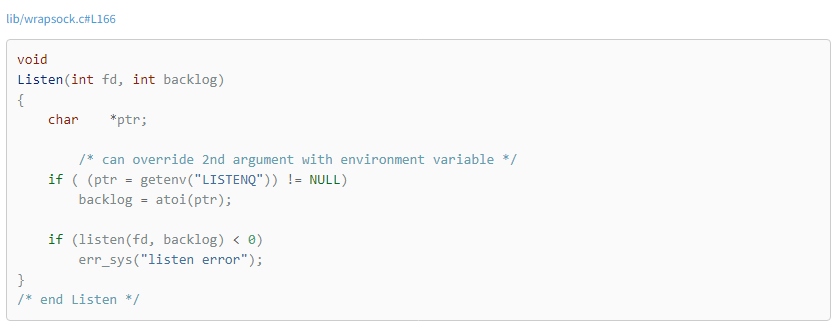 lib/wrapsock.c#L166
void
Listen(int fd, int backlog)
{
    char    *ptr;
        /* can override 2nd argument with environment variable */
    if ( (ptr = getenv("LISTENQ")) != NULL)
        backlog = atoi(ptr);
    if (listen(fd, backlog) < 0)
        err_sys("listen error");
}
/* end Listen */